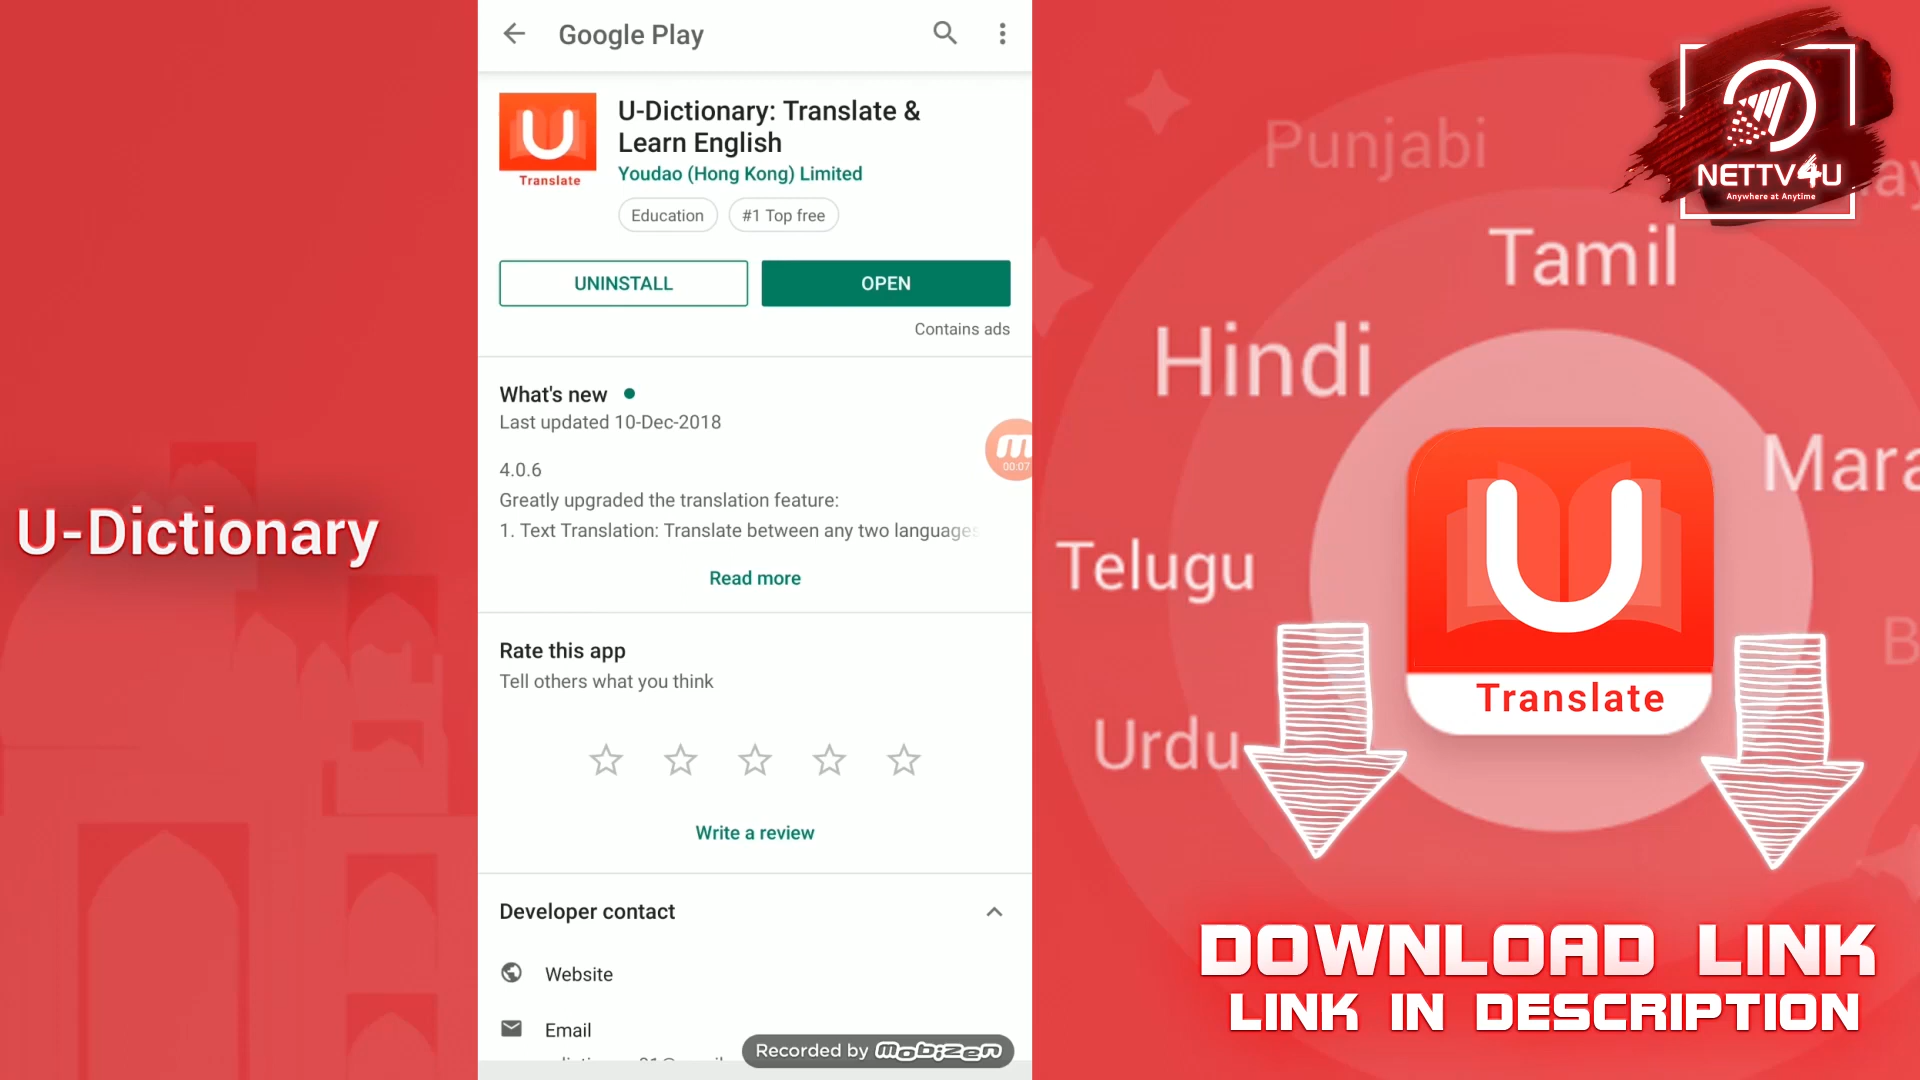 U-Dictionary
Google Play
U-Dictionary: Translate &
Learn English
Youdao (Hong Kong) Limited
Translate
Education
#1 Top free
UNINSTALL
OPEN
Contains ads
What's new
Last updated 10-Dec-2018
4.0.6
Greatly upgraded the translation feature:
1. Text Translation: Translate between any two languages
Read more
00:07
Rate this app
Tell others what you think
Write a review
Developer contact
Website
Email
Recorded by mobizen
NETTV4U
Anywhere at Anytime
Punjabi
Tamil
Hindi
Telugu
Urdu
U
Translate
DOWNLOAD LINK
LINK IN DESCRIPTION